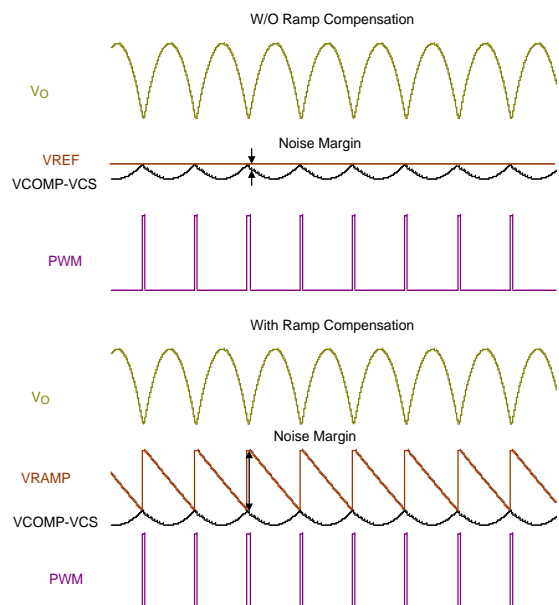 W/O Ramp Compensation
VO
Noise Margin
VREF
VCOMP-VCS
PWM
With Ramp Compensation
VO
Noise Margin
VRAMP
VCOMP-VCS
PWM